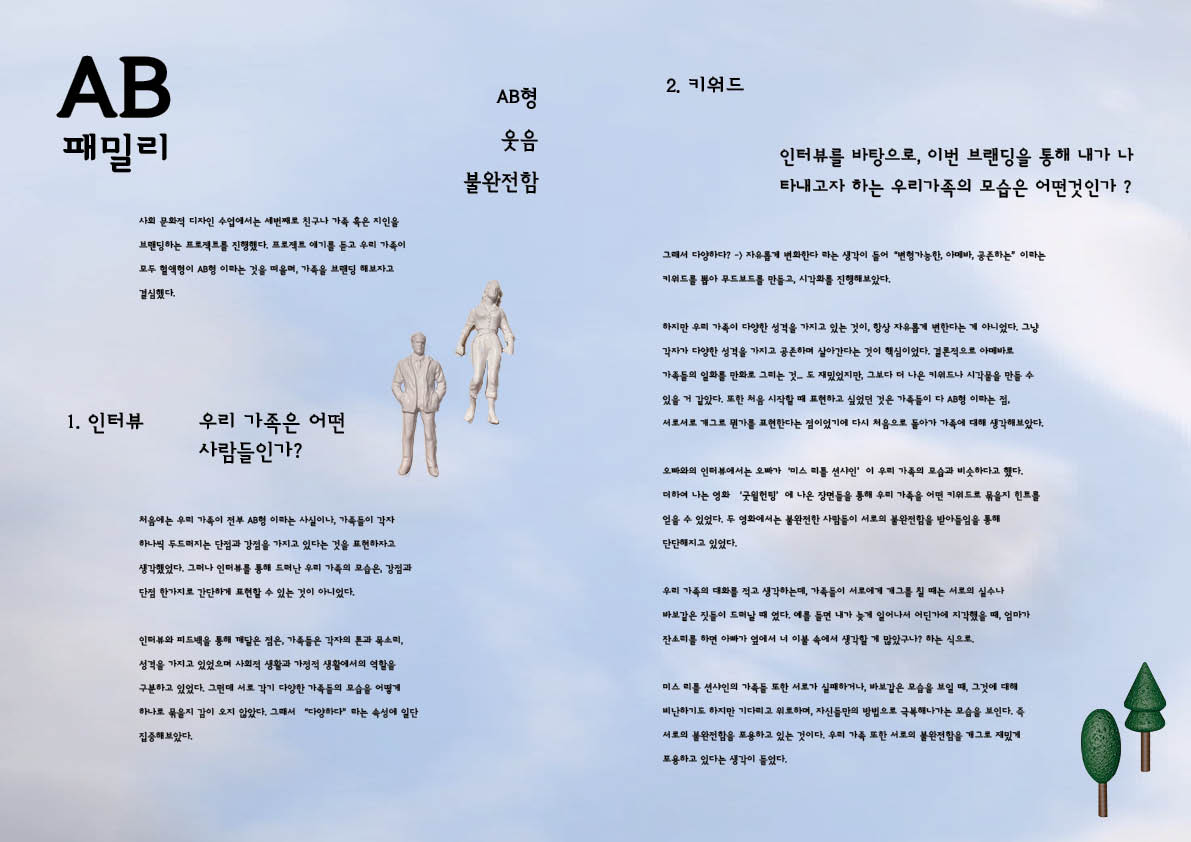 AB
패밀리
AB형
웃음
불완전함
사회 문화적 디자인 수업에서는 세번째로 친구나 가족 혹은 지인을
브랜딩하는 프로젝트를 진행했다. 프로젝트 얘기를 듣고 우리 가족이
모두 혈액형이 AB형 이라는 것을 떠올며, 가족을 브랜딩 해보자고
결심했다.
1. 인터뷰
우리 가족은 어떤
사람들인가?
처음에는 우리 가족이 전부 AB형 이라는 사실이나, 가족들이 각자
하나씩 두드러지는 단점과 강점을 가지고 있다는 것을 표현하자고
생각했었다. 그러나 인터뷰를 통해 드러난 우리 가족의 모습은, 강점과
단점 한가지로 간단하게 표현할 수 있는 것이 아니었다.
인터뷰와 피드백을 통해 깨달은 점은, 가족들은 각자의 톤과 목소리,
성격을 가지고 있었으며 사회적 생활과 가정적 생활에서의 역할을
구분하고 있었다. 그런데 서로 각기 다양한 가족들의 모습을 어떻게
하나로 묶을지 감이 오지 않았다. 그래서 “다양하다” 라는 속성에 일단
집중해보았다.
2. 키워드
인터뷰를 바탕으로, 이번 브랜딩을 통해 내가 나
타내고자 하는 우리가족의 모습은 어떤것인가 ?
그래서 다양하다? -> 자유롭게 변화한다 라는 생각이 들어 “변형가능한, 아메바, 공존하는” 이라는
키워드를 뽑아 무드보드를 만들고, 시각화를 진행해보았다.
하지만 우리 가족이 다양한 성격을 가지고 있는 것이, 항상 자유롭게 변한다는 게 아니었다. 그냥
각자가 다양한 성격을 가지고 공존하며 살아간다는 것이 핵심이었다. 결론적으로 아메바로
가족들의 일화를 만화로 그리는 것... 도 재밌었지만, 그보다 더 나은 키워드나 시각물을 만들 수
있을 거 같았다. 또한 처음 시작할 때 표현하고 싶었던 것은 가족들이 다 AB형 이라는 점,
서로서로 개그로 뭔가를 표현한다는 점이었기에 다시 처음으로 돌아가 가족에 대해 생각해보았다.
오빠와의 인터뷰에서는 오빠가 ‘미스 리틀 선샤인’ 이 우리 가족의 모습과 비슷하다고 했다.
더하여 나는 영화 ‘굿윌헌팅’ 에 나온 장면들을 통해 우리 가족을 어떤 키워드로 묶을지 힌트를
얻을 수 있었다. 두 영화에서는 불완전한 사람들이 서로의 불완전함을 받아들임을 통해
단단해지고 있었다.
우리 가족의 대화를 적고 생각하는데, 가족들이 서로에게 개그를 칠 때는 서로의 실수나
바보같은 짓들이 드러날 때 였다. 예를 들면 내가 늦게 일어나서 어딘가에 지각했을 때, 엄마가
잔소리를 하면 아빠가 옆에서 너 이불 속에서 생각할 게 많았구나? 하는 식으로.
미스 리틀 선샤인의 가족들 또한 서로가 실패하거나, 바보같은 모습을 보일 때, 그것에 대해
비난하기도 하지만 기다리고 위로하며, 자신들만의 방법으로 극복해나가는 모습을 보인다. 즉
서로의 불완전함을 포용하고 있는 것이다. 우리 가족 또한 서로의 불완전함을 개그로 재밌게
포용하고 있다는 생각이 들었다.